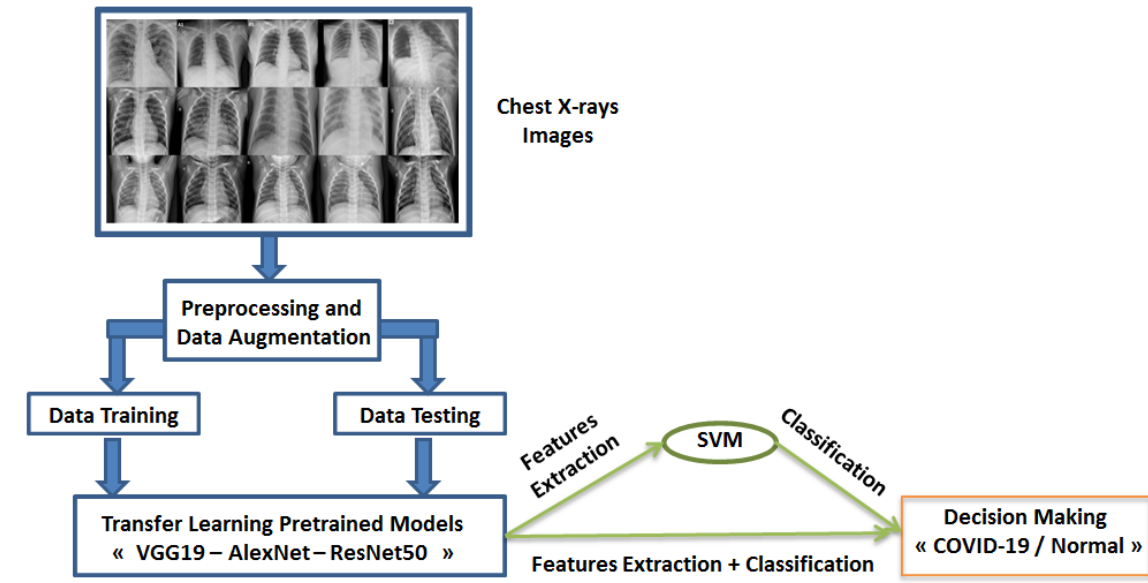 Chest X-rays
Images
Preprocessing and
Data Augmentation
Data Training
Data Testing
Features
Extraction
SVM
Classification
Transfer Learning Pretrained Models
« VGG19 – AlexNet – ResNet50 »
Features Extraction + Classification
Decision Making
« COVID-19 / Normal »